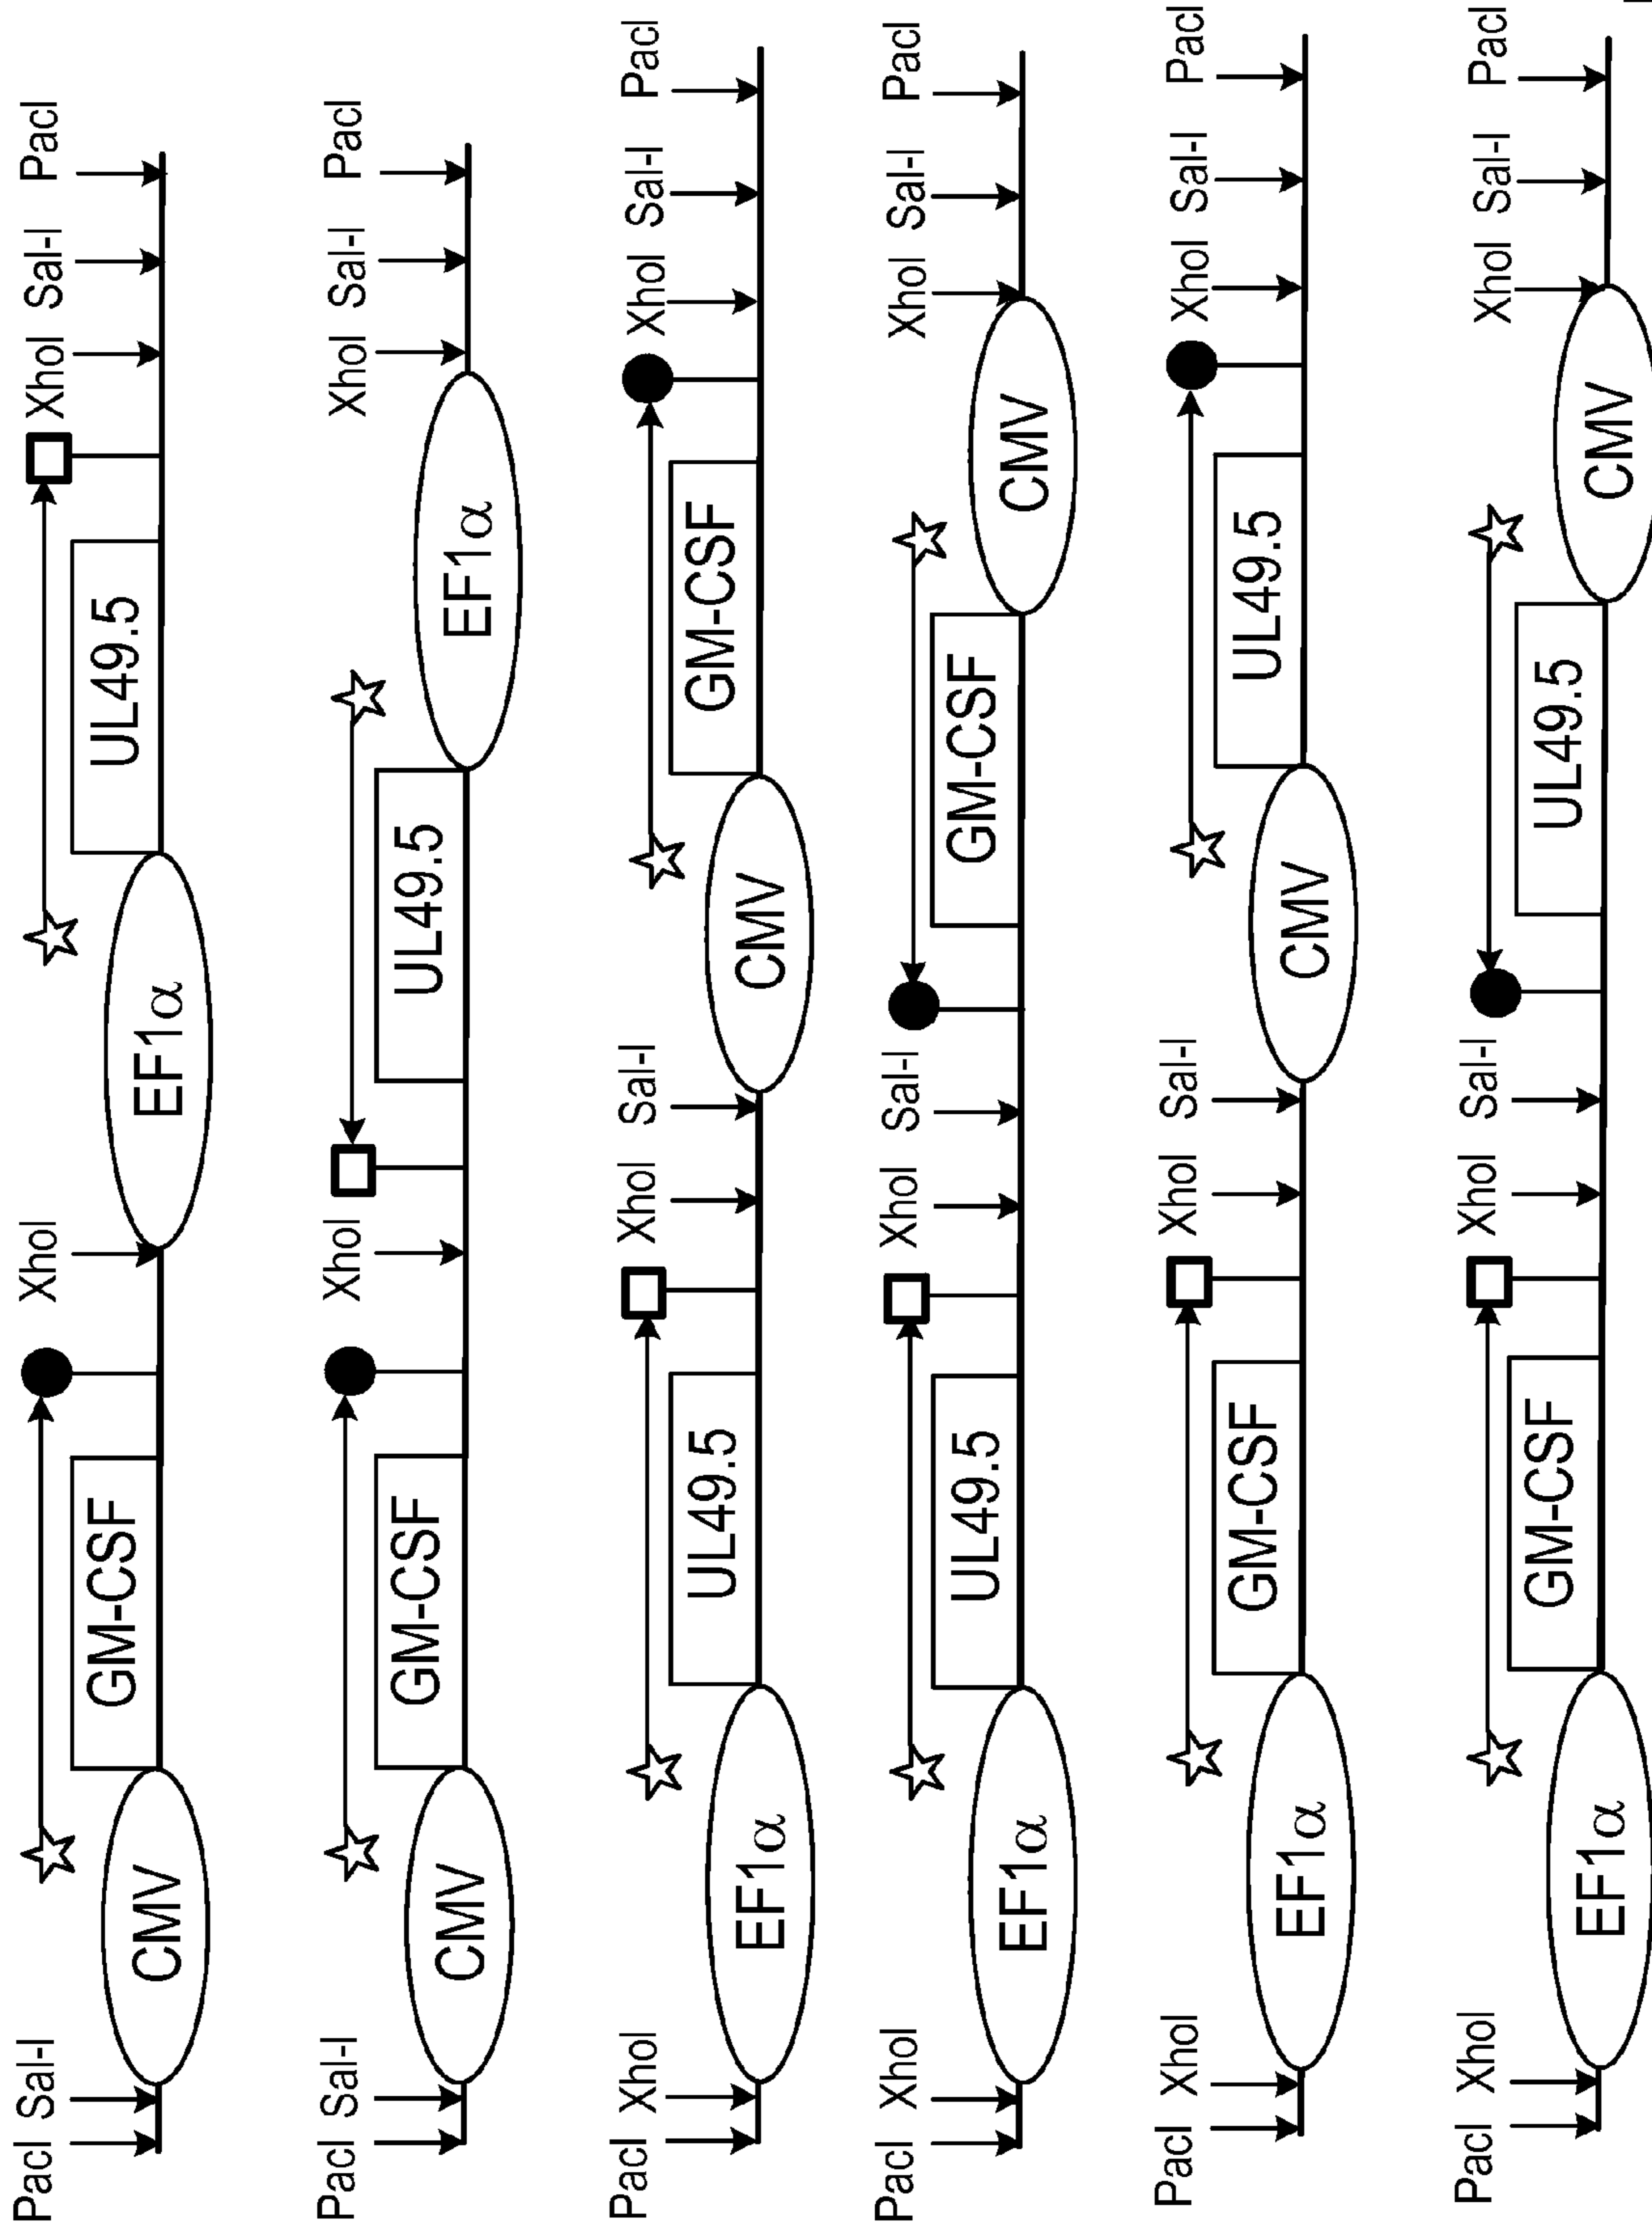 PacI Sal-I XhoI XhoI Sal-I PacI
GM-CSF UL49.5
CMV EF1α
PacI Sal-I XhoI XhoI Sal-I PacI
GM-CSF UL49.5
CMV EF1α
PacI XhoI XhoI Sal-I XhoI Sal-I PacI
UL49.5 GM-CSF
EF1α CMV
PacI XhoI XhoI Sal-I XhoI Sal-I PacI
UL49.5 GM-CSF
EF1α CMV
PacI XhoI XhoI Sal-I XhoI Sal-I PacI
GM-CSF UL49.5
EF1α CMV
PacI XhoI XhoI Sal-I XhoI Sal-I PacI
GM-CSF UL49.5
EF1α CMV